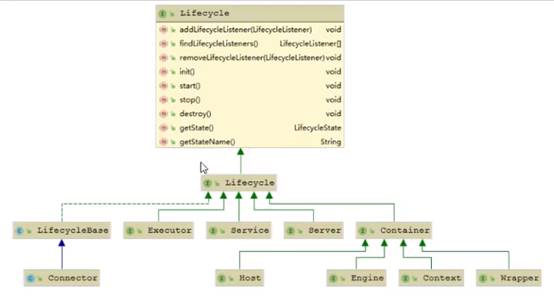 Lifecycle
addLifecycleListener(LifecycleListener) void
findLifecycleListeners() LifecycleListener[]
removeLifecycleListener(LifecycleListener) void
init() void
start() void
stop() void
destroy() void
getState() LifecycleState
getStateName() String
Lifecycle
LifecycleBase Executor Service Server Container
Connector Host Engine Context Wrapper